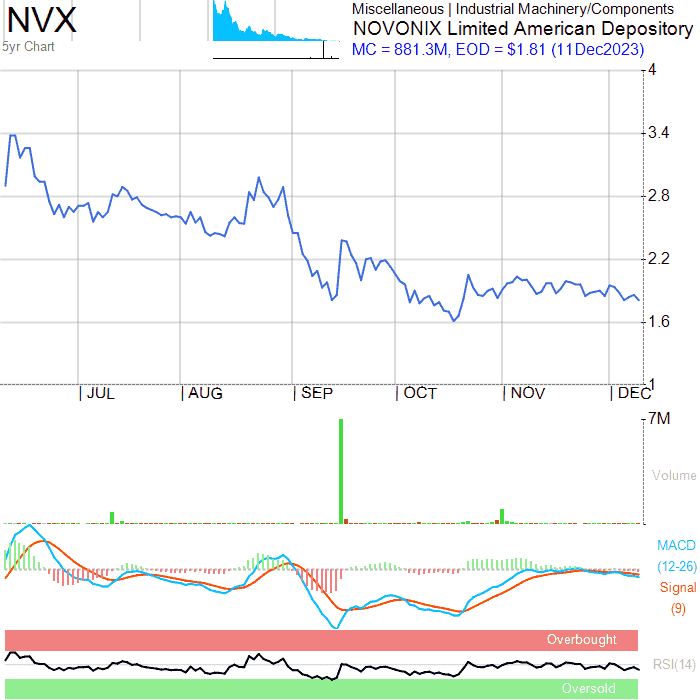 NVX
5yr Chart
Miscellaneous | Industrial Machinery/Components
NOVONIX Limited American Depository
MC = 881.3M, EOD = $1.81 (11Dec2023)
4
3.4
2.8
2.2
1.6
1
| JUL | AUG | SEP | OCT | NOV | DEC
7M
Volume
MACD
(12-26)
Signal
(9)
Overbought
RSI(14)
Oversold